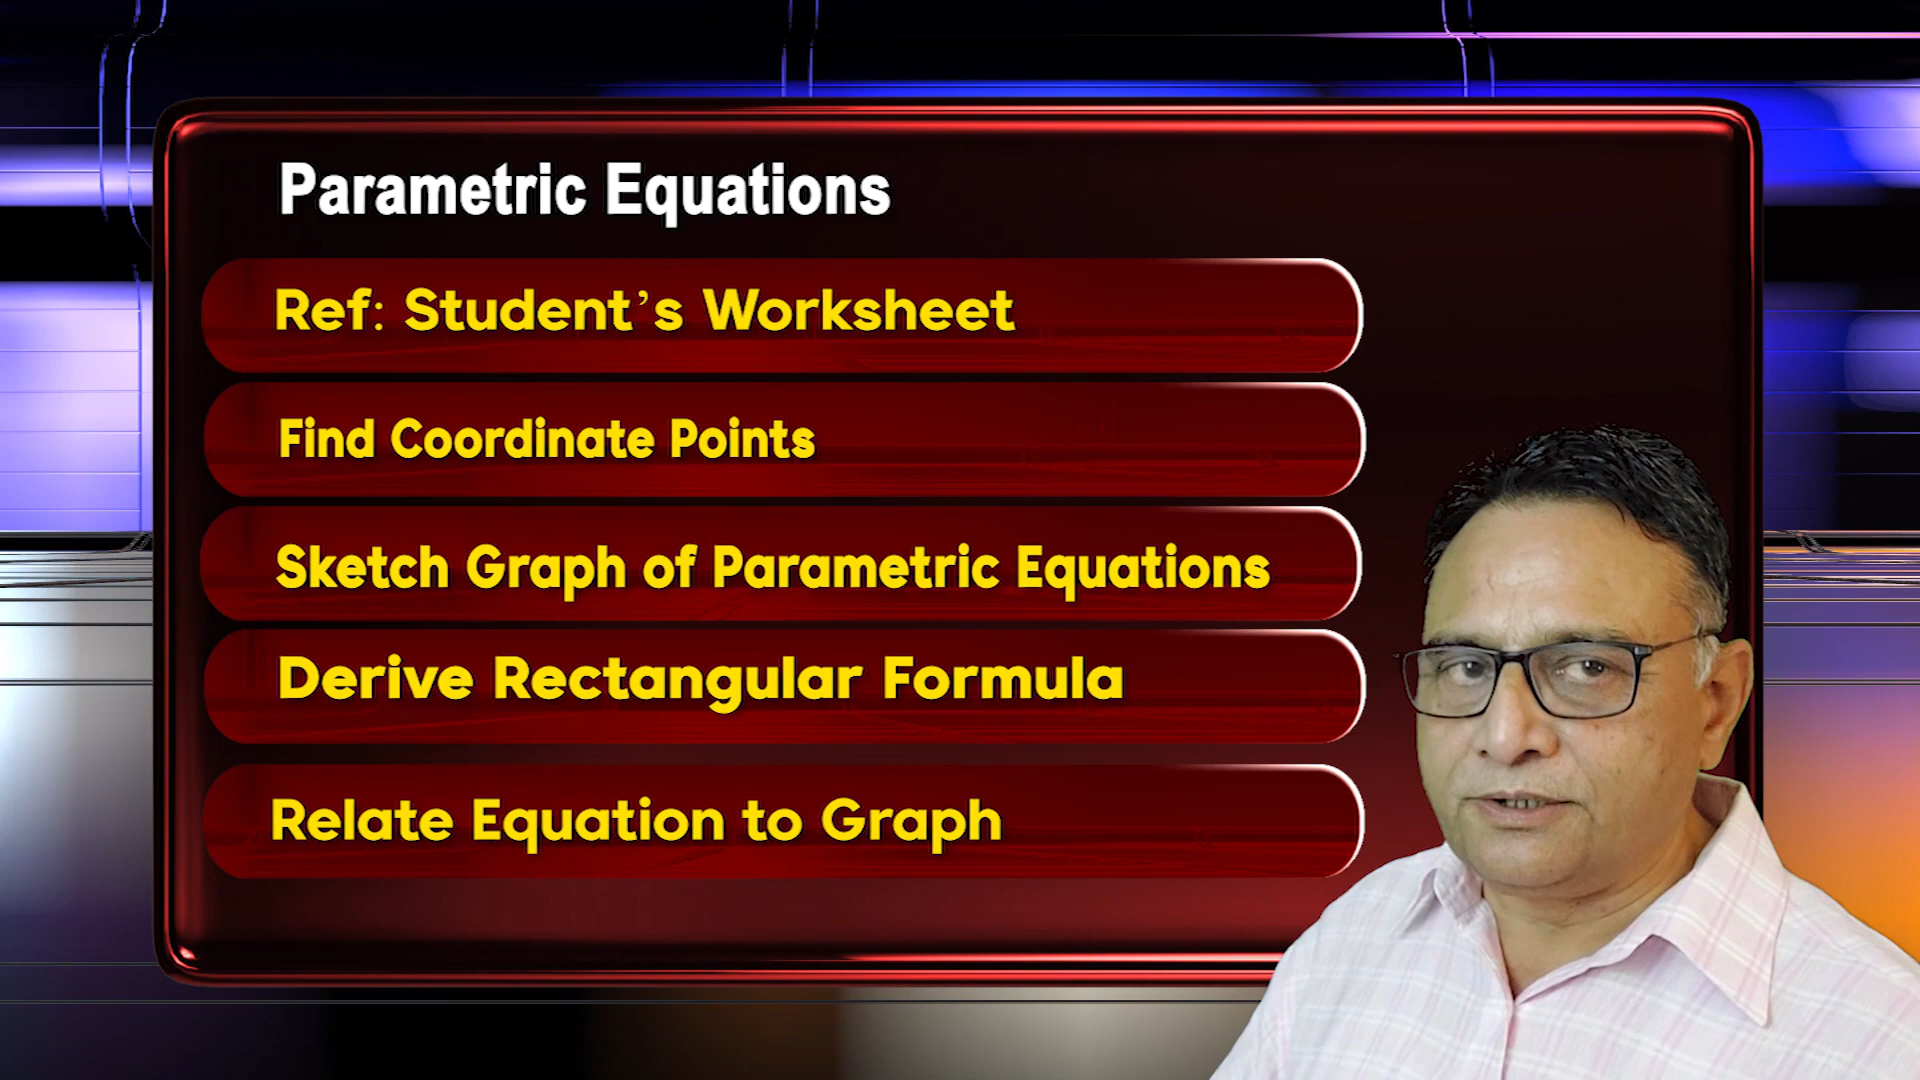 Parametric Equations
Ref: Student's Worksheet
Find Coordinate Points
Sketch Graph of Parametric Equations
Derive Rectangular Formula
Relate Equation to Graph